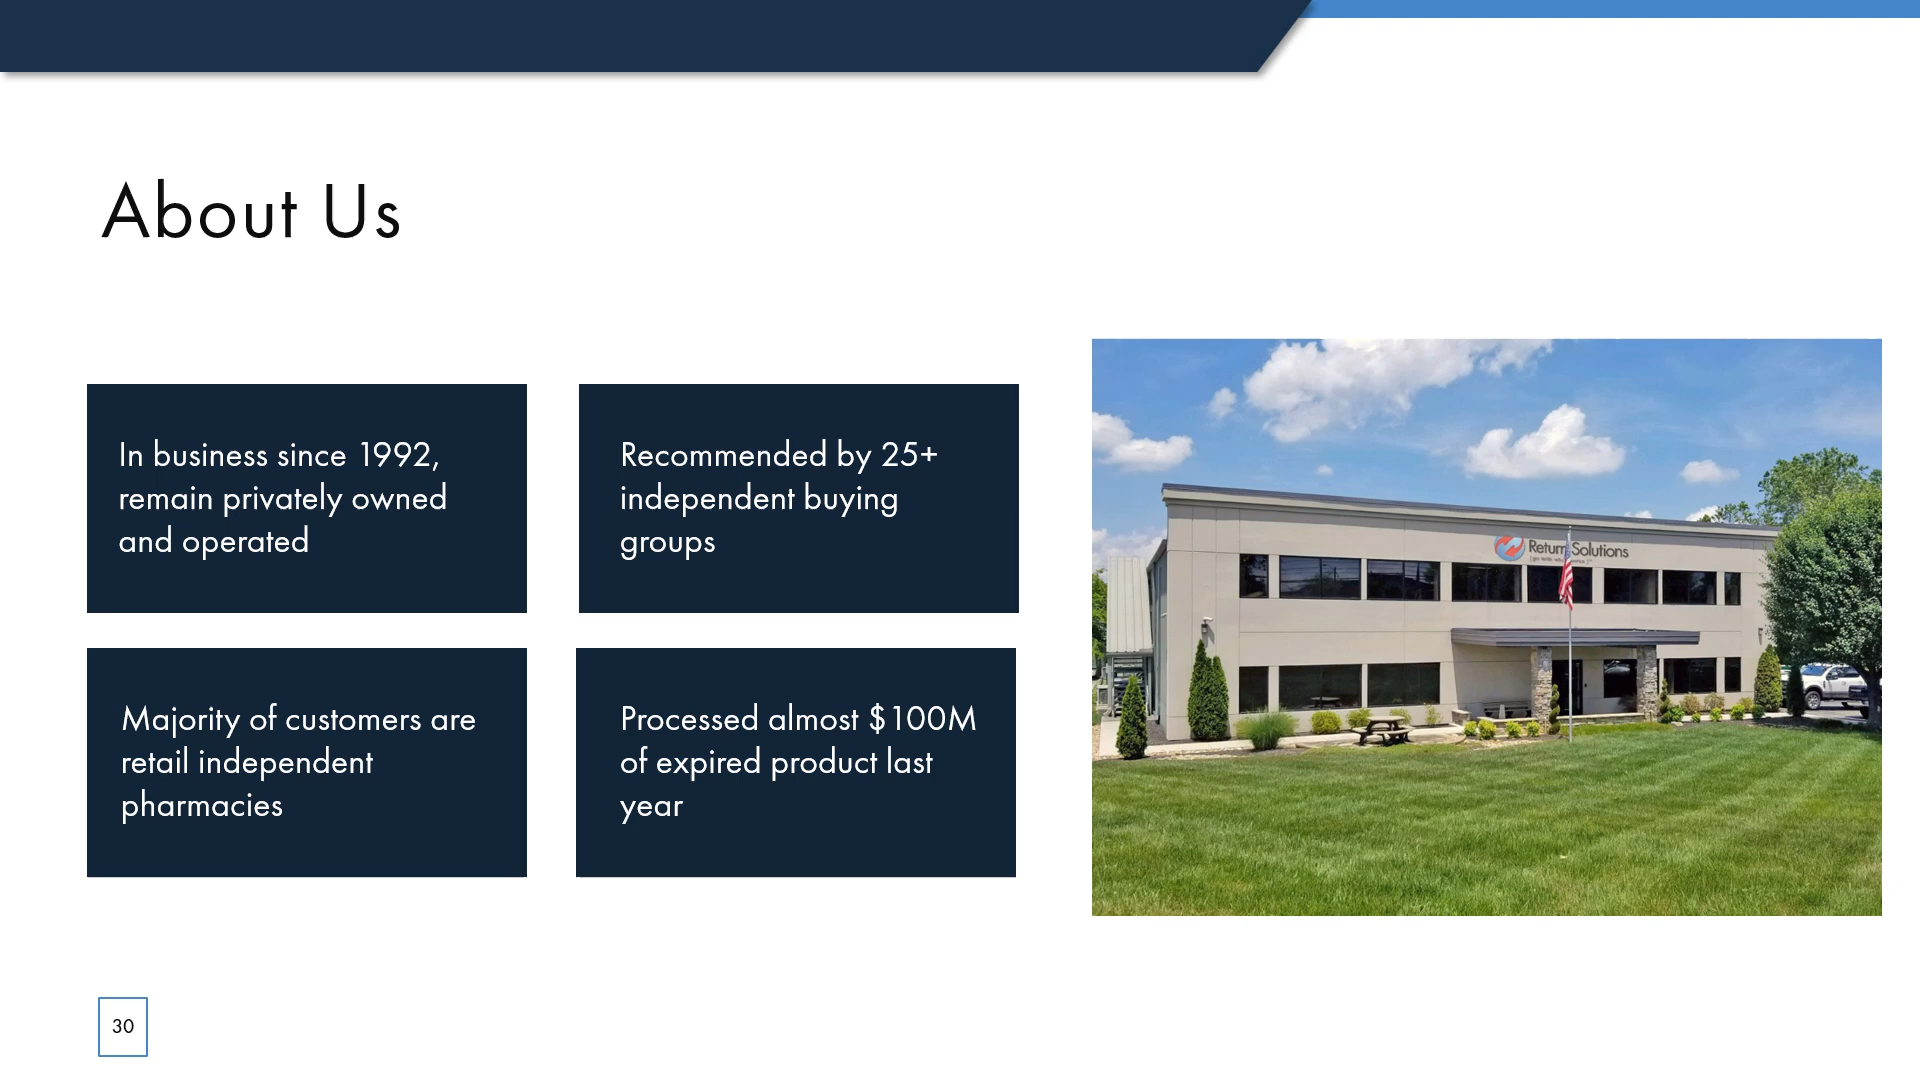 About Us
In business since 1992,
remain privately owned
and operated
Recommended by 25+
independent buying
groups
Majority of customers are
retail independent
pharmacies
Processed almost $100M
of expired product last
year
Return Solutions
30